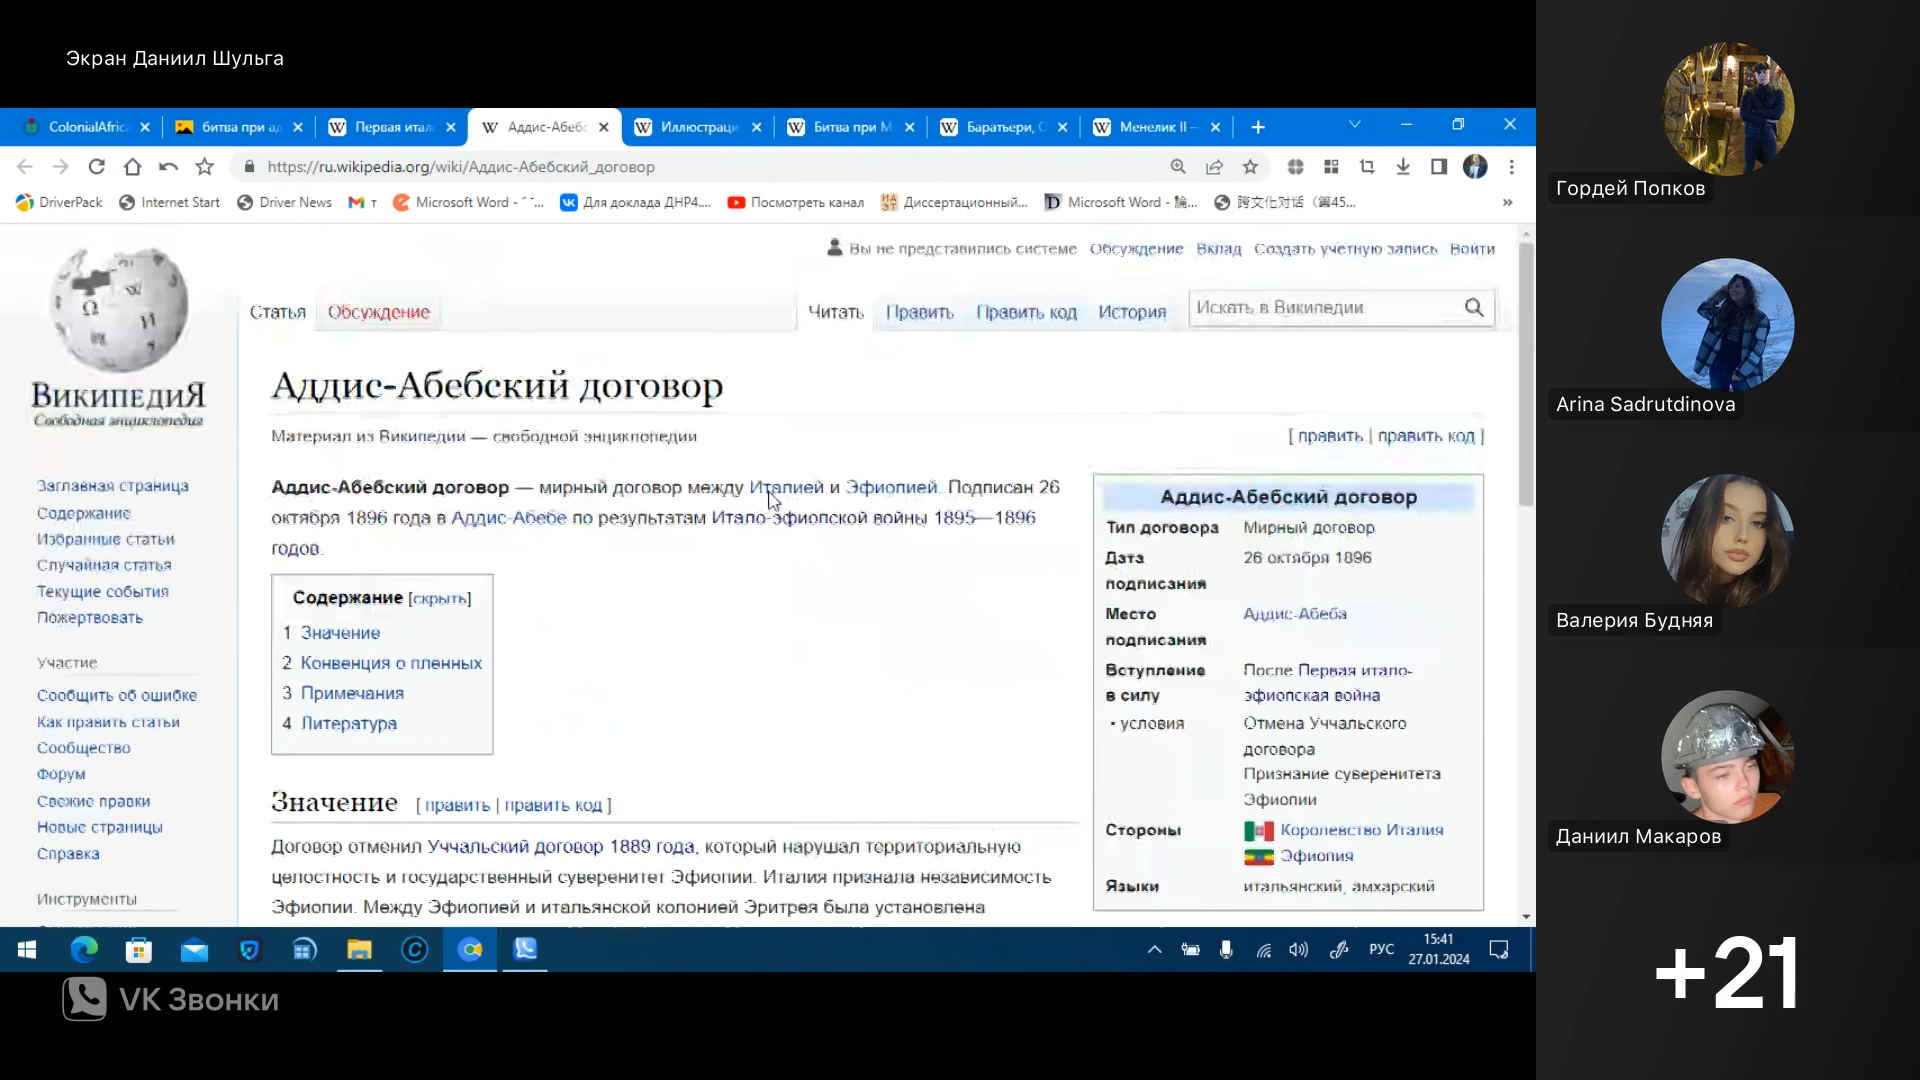 Экран Даниил Шульга
ColonialAfric
битва при ад
Первая итал
Аддис-Абебс
Иллюстраци
Битва при М
Баратьери, О
Менелик II –
https://ru.wikipedia.org/wiki/Аддис-Абебский_договор
DriverPack
Internet Start
Driver News
т
Microsoft Word - ˆ ˇ...
Для доклада ДНР4....
Посмотреть канал
Диссертационный...
Microsoft Word - 論...
跨文化对话（第45...
»
Вы не представились системе Обсуждение Вклад Создать учётную запись Войти
Статья Обсуждение Читать Править Править код История Искать в Википедии
ВикипедиЯ
Свободная энциклопедия
Аддис-Абебский договор
Материал из Википедии — свободной энциклопедии
[ править | править код ]
Аддис-Абебский договор — мирный договор между Италией и Эфиопией. Подписан 26
октября 1896 года в Аддис-Абебе по результатам Итало-эфиопской войны 1895—1896
годов.
Содержание [скрыть]
1 Значение
2 Конвенция о пленных
3 Примечания
4 Литература
Значение [ править | править код ]
Договор отменил Уччальский договор 1889 года, который нарушал территориальную
целостность и государственный суверенитет Эфиопии. Италия признала независимость
Эфиопии. Между Эфиопией и итальянской колонией Эритрея была установлена
Аддис-Абебский договор
Тип договора Мирный договор
Дата 26 октября 1896
подписания
Место Аддис-Абеба
подписания
Вступление После Первая итало-
в силу эфиопская война
• условия Отмена Уччальского
договора
Признание суверенитета
Эфиопии
Стороны Королевство Италия
Эфиопия
Языки итальянский, амхарский
Заглавная страница
Содержание
Избранные статьи
Случайная статья
Текущие события
Пожертвовать
Участие
Сообщить об ошибке
Как править статьи
Сообщество
Форум
Свежие правки
Новые страницы
Справка
Инструменты
РУС
15:41
27.01.2024
VK Звонки
Гордей Попков
Arina Sadrutdinova
Валерия Будняя
Даниил Макаров
+21